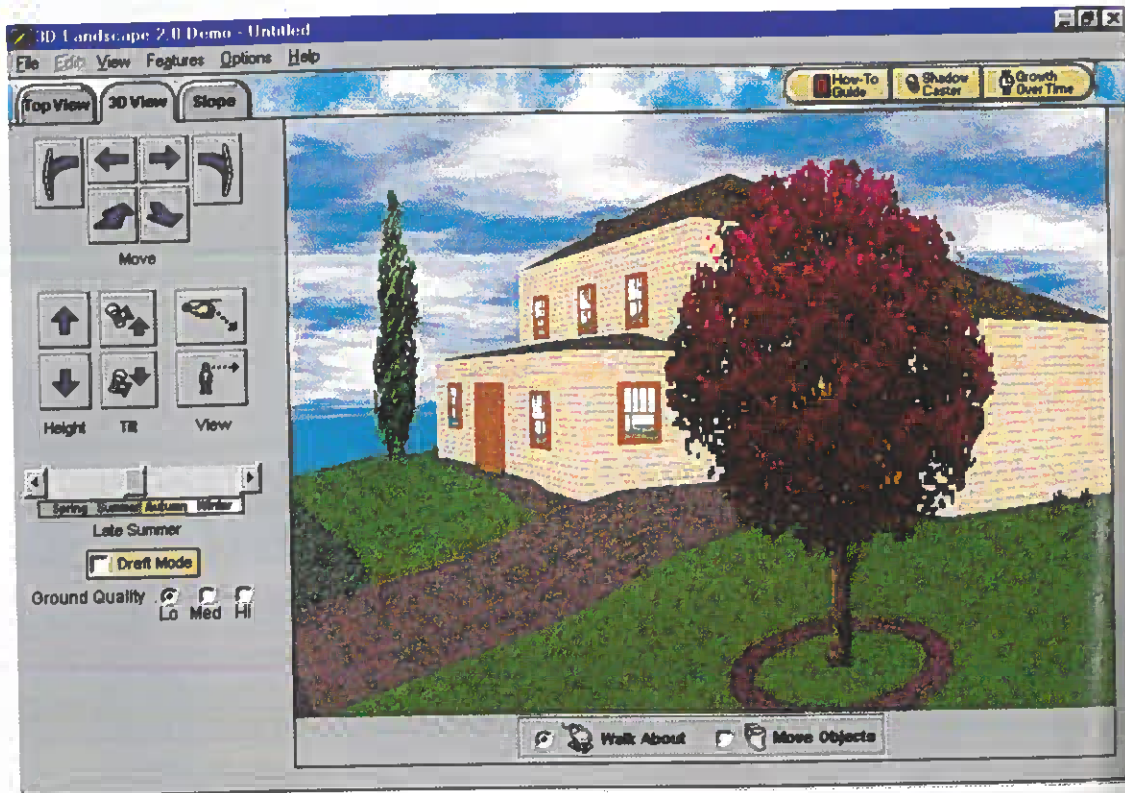 3D Landscape 2.0 Demo - Untitled
File Edit View Features Options Help
Top View 3D View Slope
How-To Guide
Shadow Caster
Growth Over Time
Move
Height Tilt View
Spring Summer Autumn Winter
Late Summer
Draft Mode
Ground Quality
Lo Med Hi
Walk About Move Objects